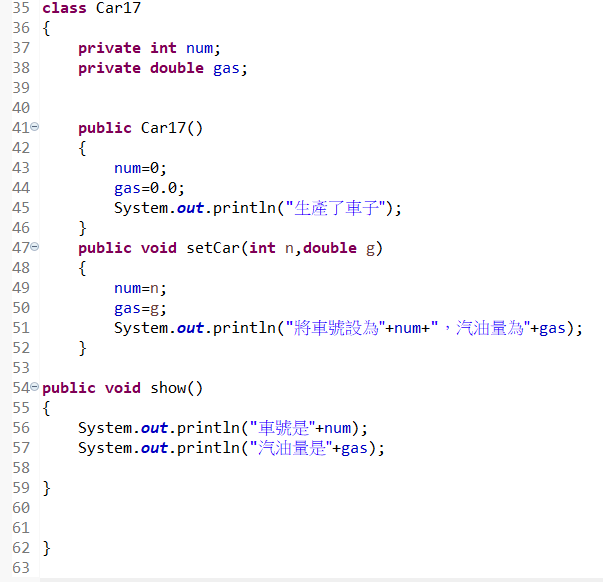 35 class Car17
36 {
37     private int num;
38     private double gas;
39
40
41     public Car17()
42     {
43         num=0;
44         gas=0.0;
45         System.out.println("生產了車子");
46     }
47     public void setCar(int n,double g)
48     {
49         num=n;
50         gas=g;
51         System.out.println("將車號設為"+num+"，汽油量為"+gas);
52     }
53
54 public void show()
55 {
56     System.out.println("車號是"+num);
57     System.out.println("汽油量是"+gas);
58
59 }
60
61
62 }
63